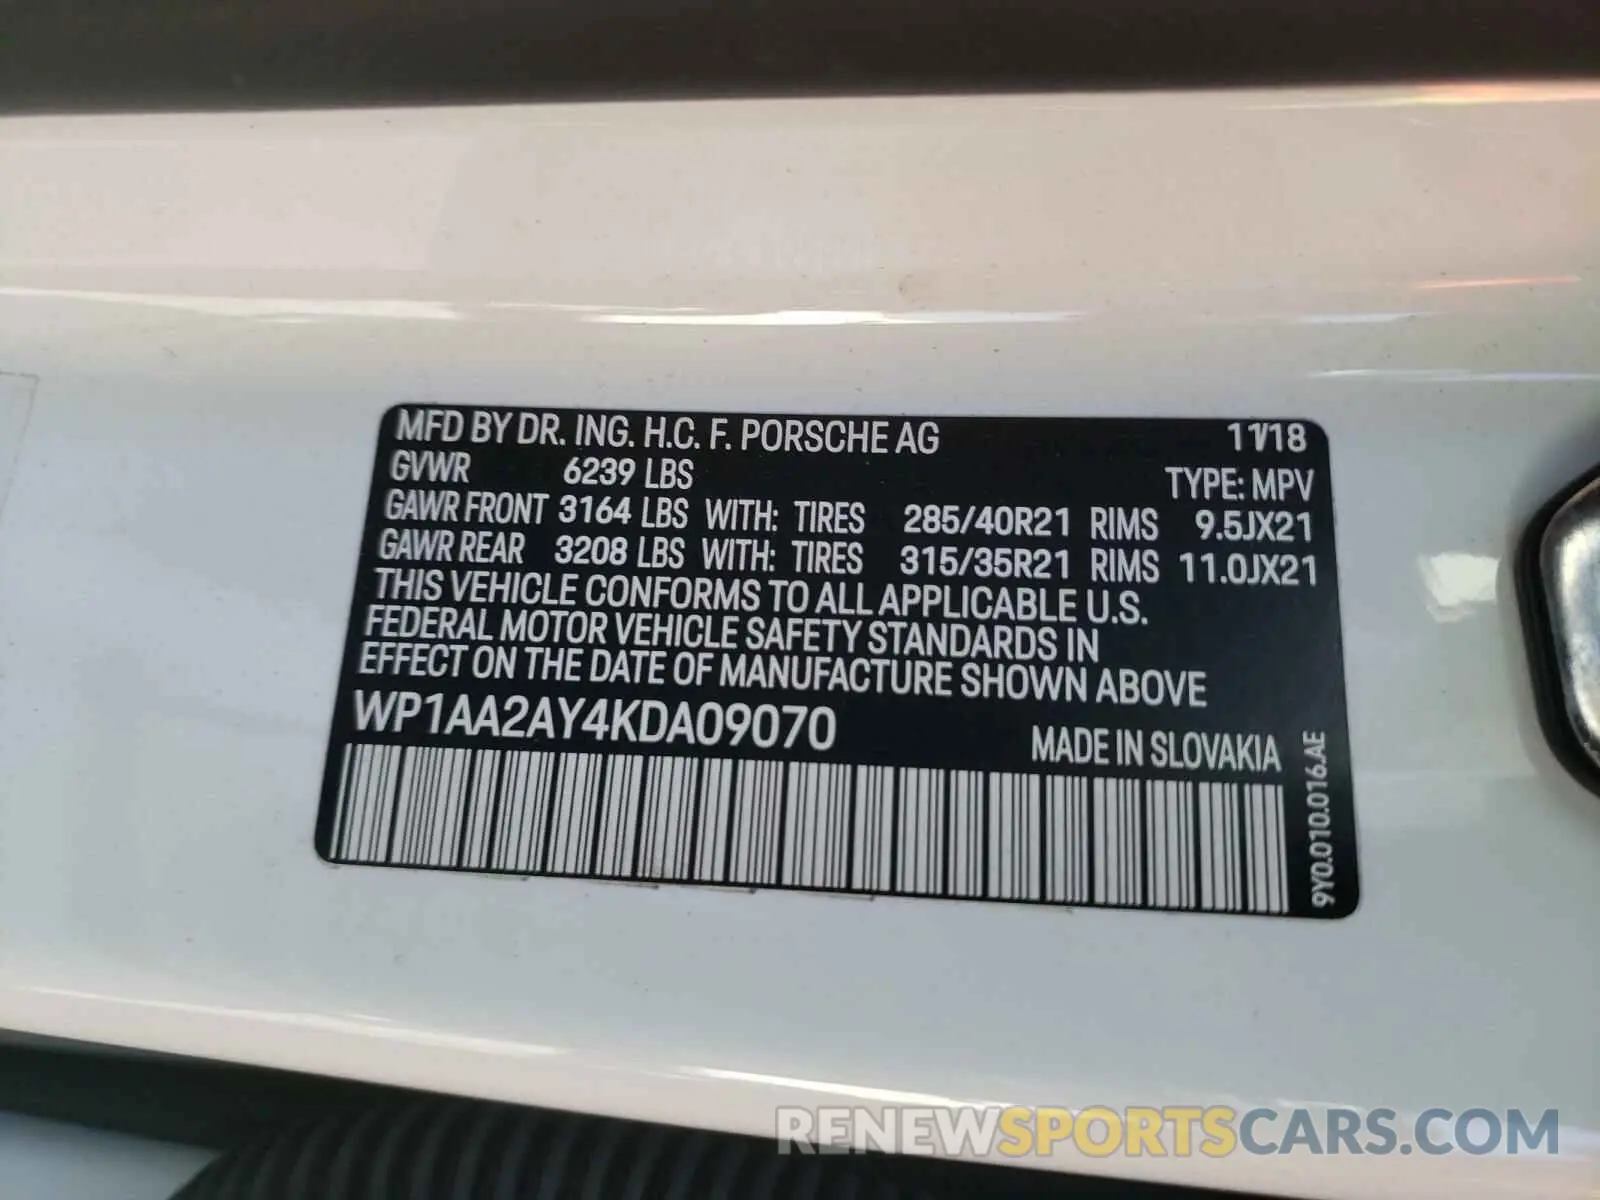 MFD BY DR. ING. H.C. F. PORSCHE AG 11/18
GVWR 6239 LBS TYPE: MPV
GAWR FRONT 3164 LBS WITH: TIRES 285/40R21 RIMS 9.5JX21
GAWR REAR 3208 LBS WITH: TIRES 315/35R21 RIMS 11.0JX21
THIS VEHICLE CONFORMS TO ALL APPLICABLE U.S.
FEDERAL MOTOR VEHICLE SAFETY STANDARDS IN
EFFECT ON THE DATE OF MANUFACTURE SHOWN ABOVE
WP1AA2AY4KDA09070
MADE IN SLOVAKIA
9Y0.010.016.AE
RENEWSPORTSCARS.COM